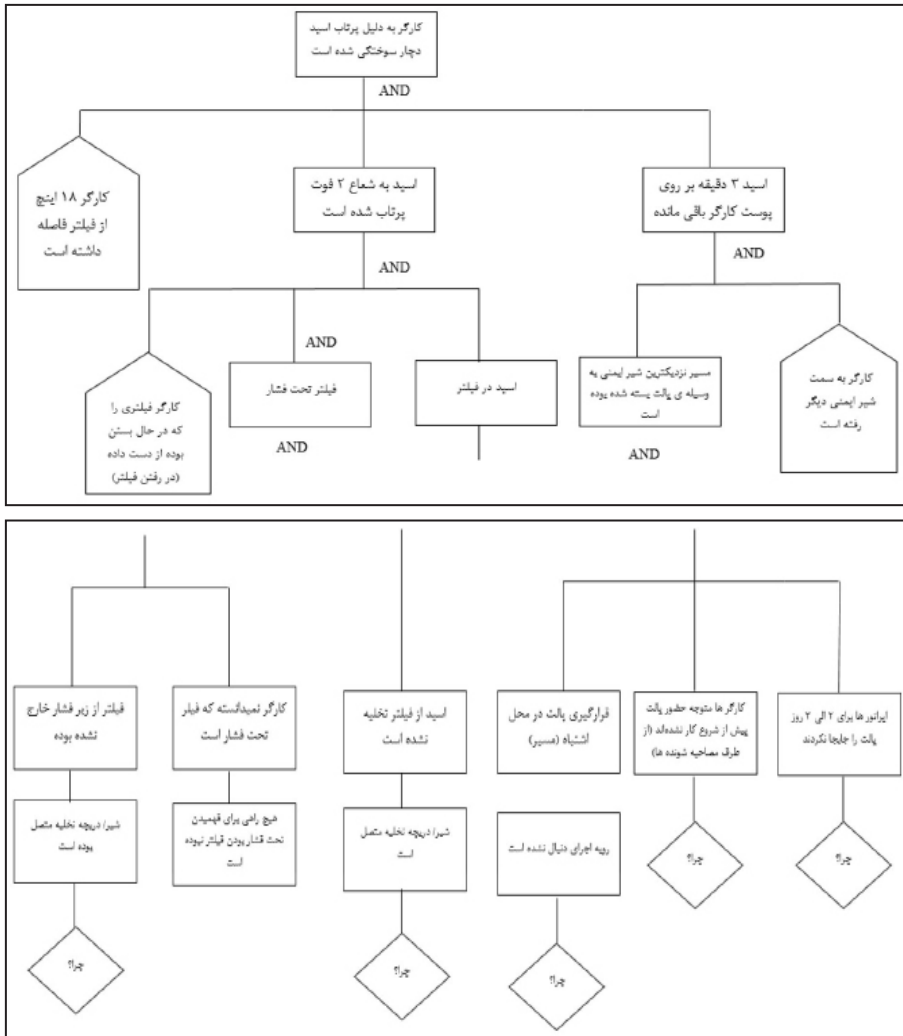 کارگر به دلیل پرتاب اسید
دچار سوختگی شده است
AND
کارگر ۱۸ اینچ
از فیلتر فاصله
داشته است
اسید به شعاع ۲ فوت
پرتاب شده است
اسید ۳ دقیقه بر روی
پوست کارگر باقی مانده
AND
AND
کارگر فیلتری را
که در حال بستن
بوده از دست داده
(در رفتن فیلتر)
AND
فیلتر تحت فشار
AND
اسید در فیلتر
مسیر نزدیکترین شیر ایمنی به
وسیله ی پالت بسته شده بوده
است
AND
کارگر به سمت
شیر ایمنی دیگر
رفته است
فیلتر از زیر فشار خارج
نشده بوده
کارگر نمیدانسته که فیلر
تحت فشار است
اسید از فیلتر تخلیه
نشده است
قرارگیری پالت در محل
اشتباه (مسیر)
کارگر ها متوجه حضور پالت
پیش از شروع کار نشده‌اند (از
طرف مصاحبه شونده ها)
اپراتور ها برای ۲ الی ۳ روز
پالت را جابجا نکردند
شیر/ دریچه تخلیه متصل
بوده است
هیچ راهی برای فهمیدن
تحت فشار بودن فیلتر نبوده
است
شیر/ دریچه تخلیه متصل
است
رویه اجرای دنبال نشده است
چرا؟
چرا؟
چرا؟
چرا؟
چرا؟